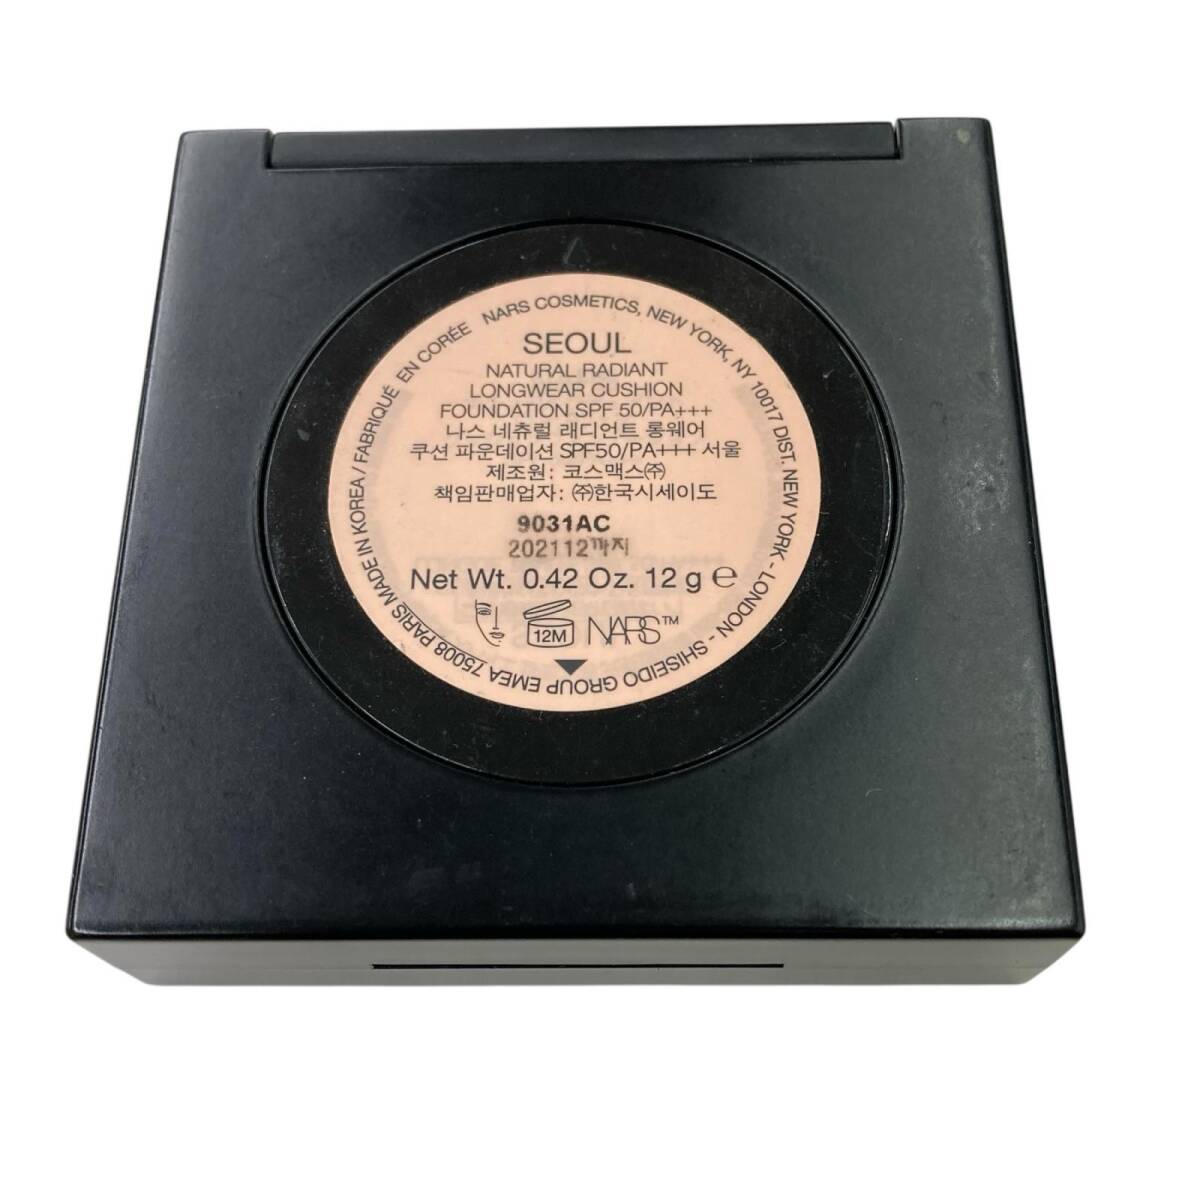 NARS COSMETICS, NEW YORK, NY 10017 DIST. NEW YORK - LONDON - SHISEIDO GROUP EMEA 75008 PARIS MADE IN KOREA / FABRIQUÉ EN CORÉE
SEOUL
NATURAL RADIANT
LONGWEAR CUSHION
FOUNDATION SPF 50/PA+++
나스 네츄럴 래디언트 롱웨어
쿠션 파운데이션 SPF50/PA+++ 서울
제조원: 코스맥스㈜
책임판매업자: ㈜한국시세이도
9031AC
202112까지
Net Wt. 0.42 Oz. 12 g ℮
12M NARS™